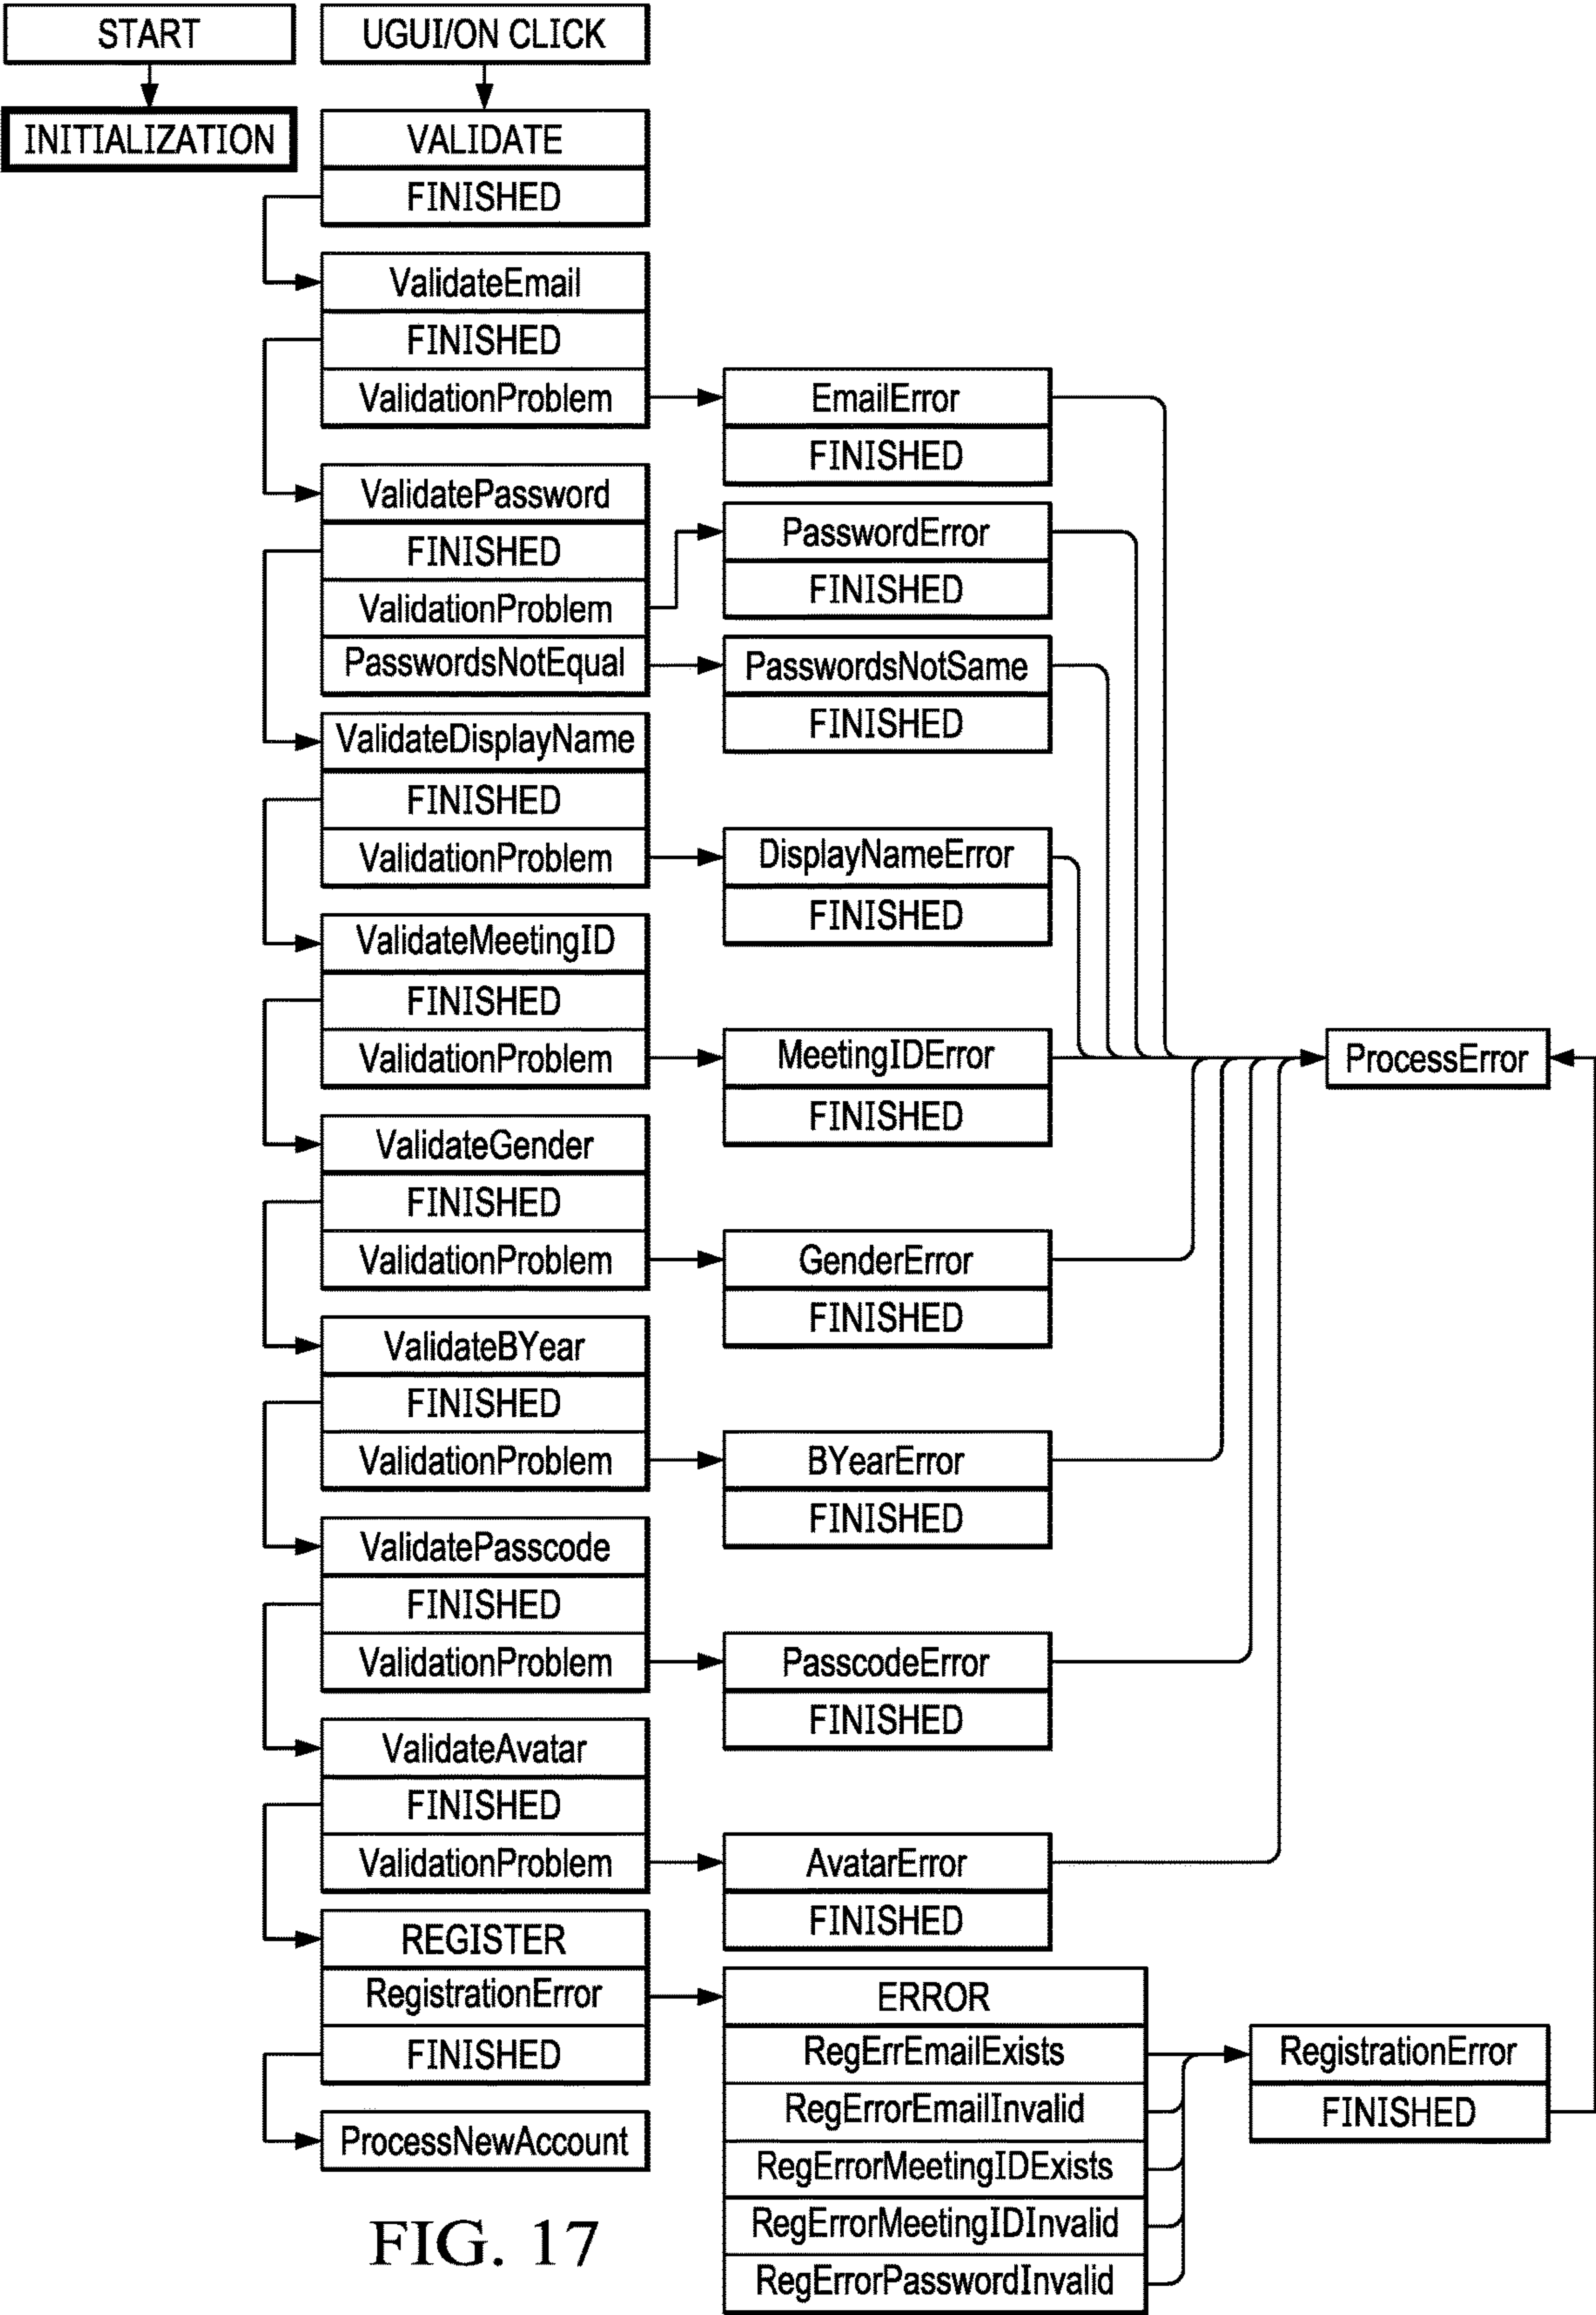 START
UGUI/ON CLICK
INITIALIZATION
VALIDATE
FINISHED
ValidateEmail
FINISHED
ValidationProblem
EmailError
FINISHED
ValidatePassword
FINISHED
ValidationProblem
PasswordsNotEqual
PasswordError
FINISHED
PasswordsNotSame
FINISHED
ValidateDisplayName
FINISHED
ValidationProblem
DisplayNameError
FINISHED
ValidateMeetingID
FINISHED
ValidationProblem
MeetingIDError
FINISHED
ProcessError
ValidateGender
FINISHED
ValidationProblem
GenderError
FINISHED
ValidateBYear
FINISHED
ValidationProblem
BYearError
FINISHED
ValidatePasscode
FINISHED
ValidationProblem
PasscodeError
FINISHED
ValidateAvatar
FINISHED
ValidationProblem
AvatarError
FINISHED
REGISTER
RegistrationError
FINISHED
ProcessNewAccount
ERROR
RegErrEmailExists
RegErrorEmailInvalid
RegErrorMeetingIDExists
RegErrorMeetingIDInvalid
RegErrorPasswordInvalid
RegistrationError
FINISHED
FIG. 17